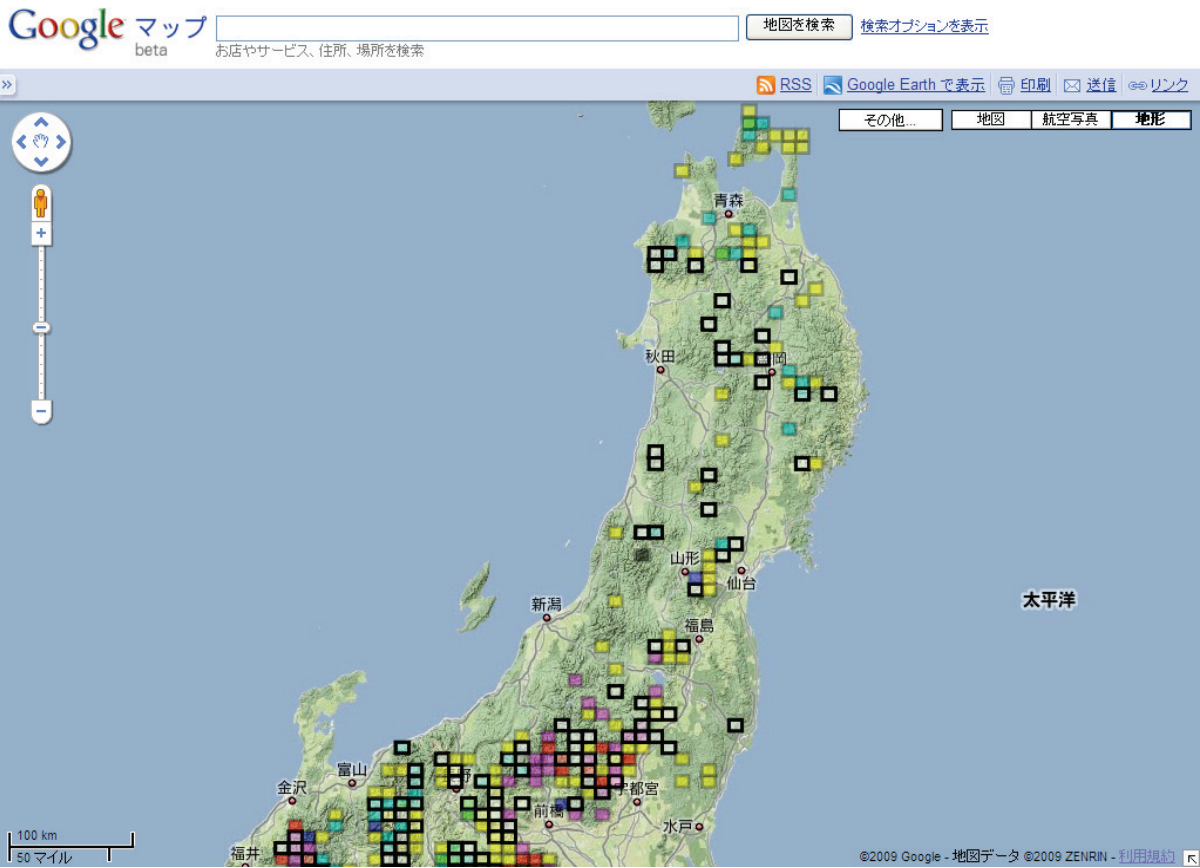 Google マップ
beta
地図を検索
検索オプションを表示
お店やサービス、住所、場所を検索
»
RSS
Google Earth で表示
印刷
送信
リンク
その他...
地図
航空写真
地形
青森
秋田
岡
山形
仙台
新潟
福島
太平洋
富山
野
金沢
宇都宮
前橋
水戸
福井
100 km
50 マイル
©2009 Google - 地図データ ©2009 ZENRIN - 利用規約